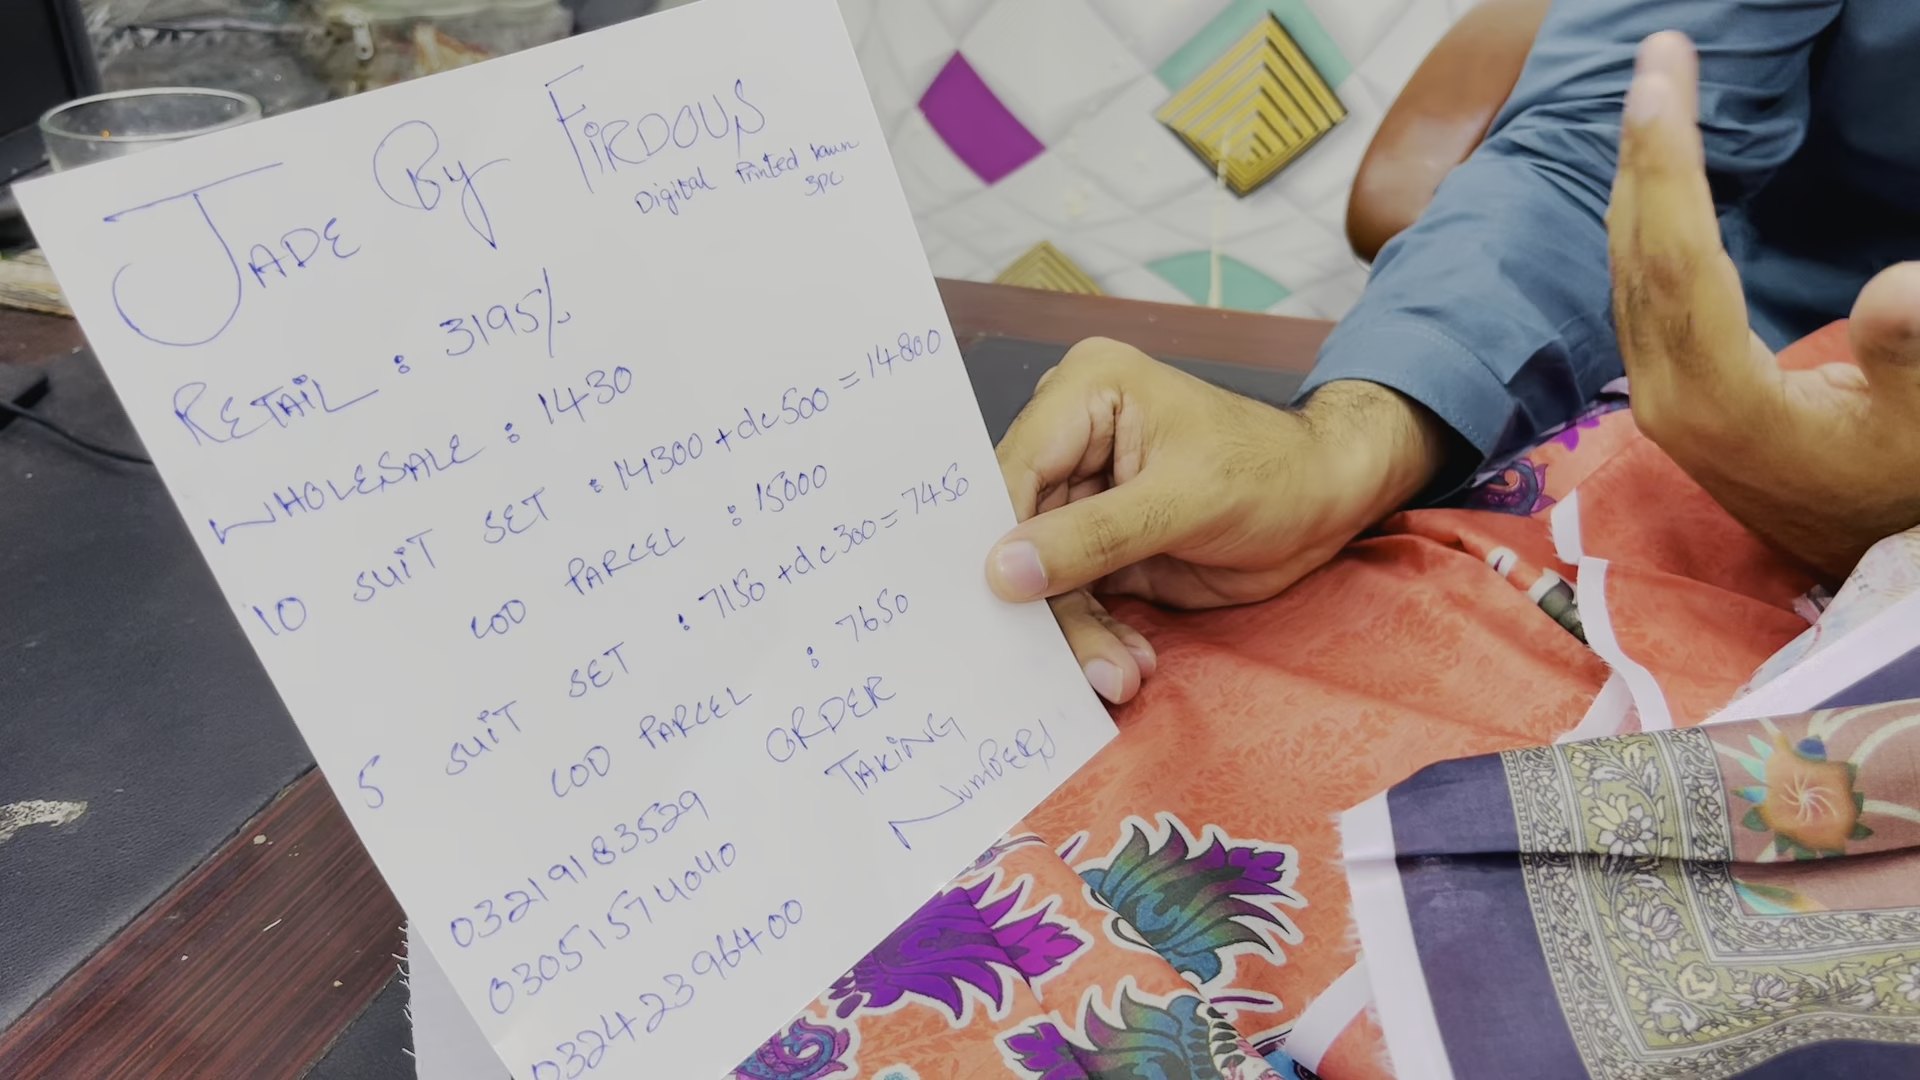 JADE By FIRDOUS
Digital Printed Lawn
3PC
RETAIL : 3195/-
WHOLESALE : 1430
10 SUIT SET : 14300 + dc 500 = 14800
COD PARCEL : 15000
5 SUIT SET : 7150 + dc 300 = 7450
COD PARCEL : 7650
ORDER
TAKING
NUMBERS
03219183529
03051574040
03242396400